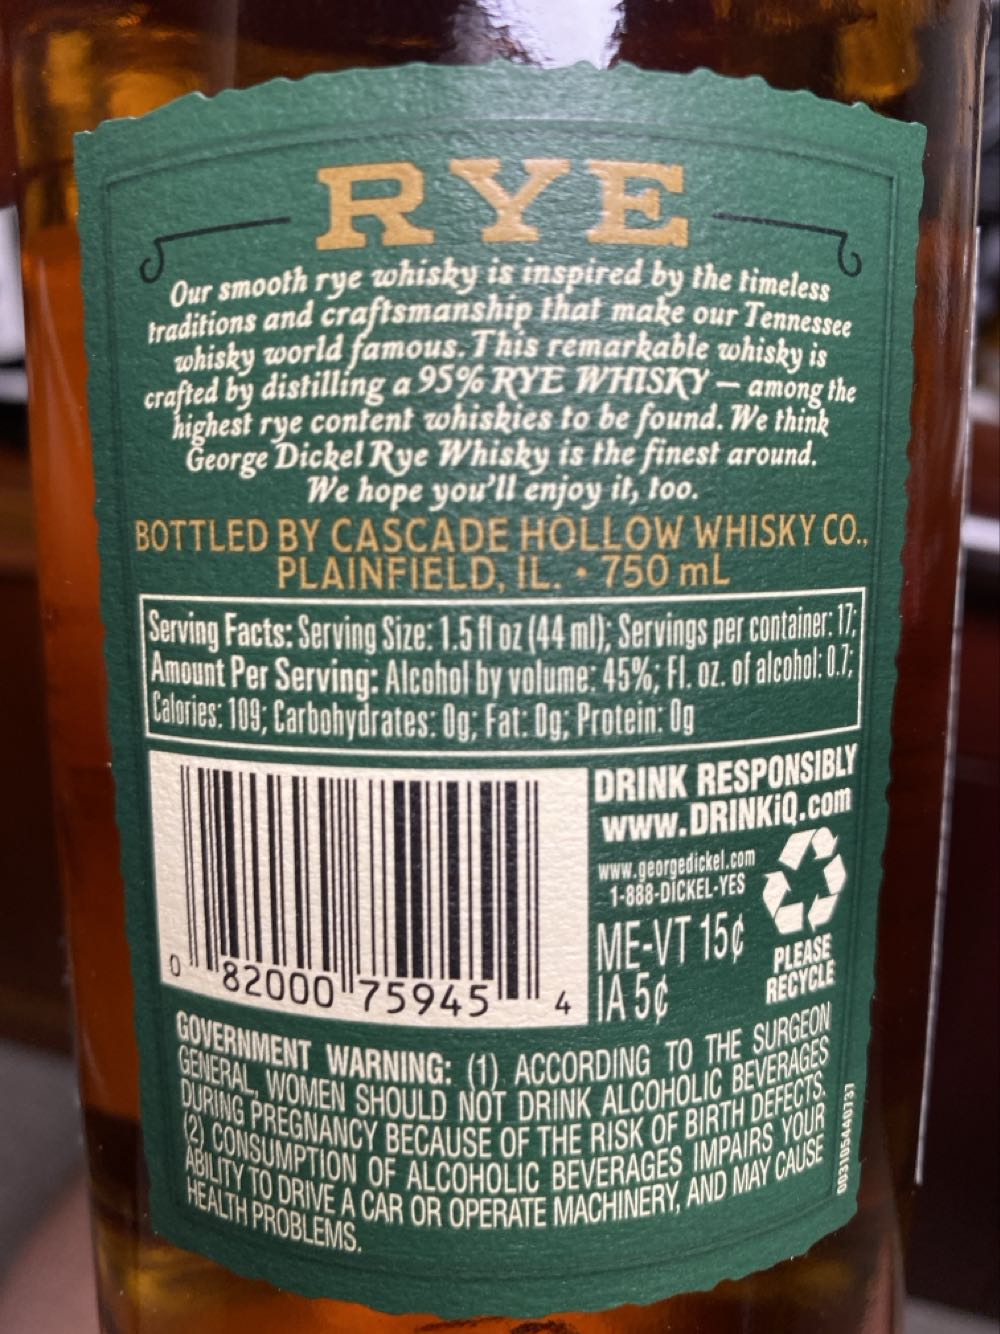 RYE
Our smooth rye whisky is inspired by the timeless
traditions and craftsmanship that make our Tennessee
whisky world famous. This remarkable whisky is
crafted by distilling a 95% RYE WHISKY — among the
highest rye content whiskies to be found. We think
George Dickel Rye Whisky is the finest around.
We hope you'll enjoy it, too.
BOTTLED BY CASCADE HOLLOW WHISKY CO.,
PLAINFIELD, IL. • 750 mL
Serving Facts: Serving Size: 1.5 fl oz (44 ml); Servings per container: 17;
Amount Per Serving: Alcohol by volume: 45%; Fl. oz. of alcohol: 0.7;
Calories: 109; Carbohydrates: 0g; Fat: 0g; Protein: 0g
0 82000 75945 4
DRINK RESPONSIBLY
www.DRINKiQ.com
www.georgedickel.com
1-888-DICKEL-YES
ME-VT 15¢
IA 5¢
PLEASE
RECYCLE
GOVERNMENT WARNING: (1) ACCORDING TO THE SURGEON
GENERAL, WOMEN SHOULD NOT DRINK ALCOHOLIC BEVERAGES
DURING PREGNANCY BECAUSE OF THE RISK OF BIRTH DEFECTS.
(2) CONSUMPTION OF ALCOHOLIC BEVERAGES IMPAIRS YOUR
ABILITY TO DRIVE A CAR OR OPERATE MACHINERY, AND MAY CAUSE
HEALTH PROBLEMS.